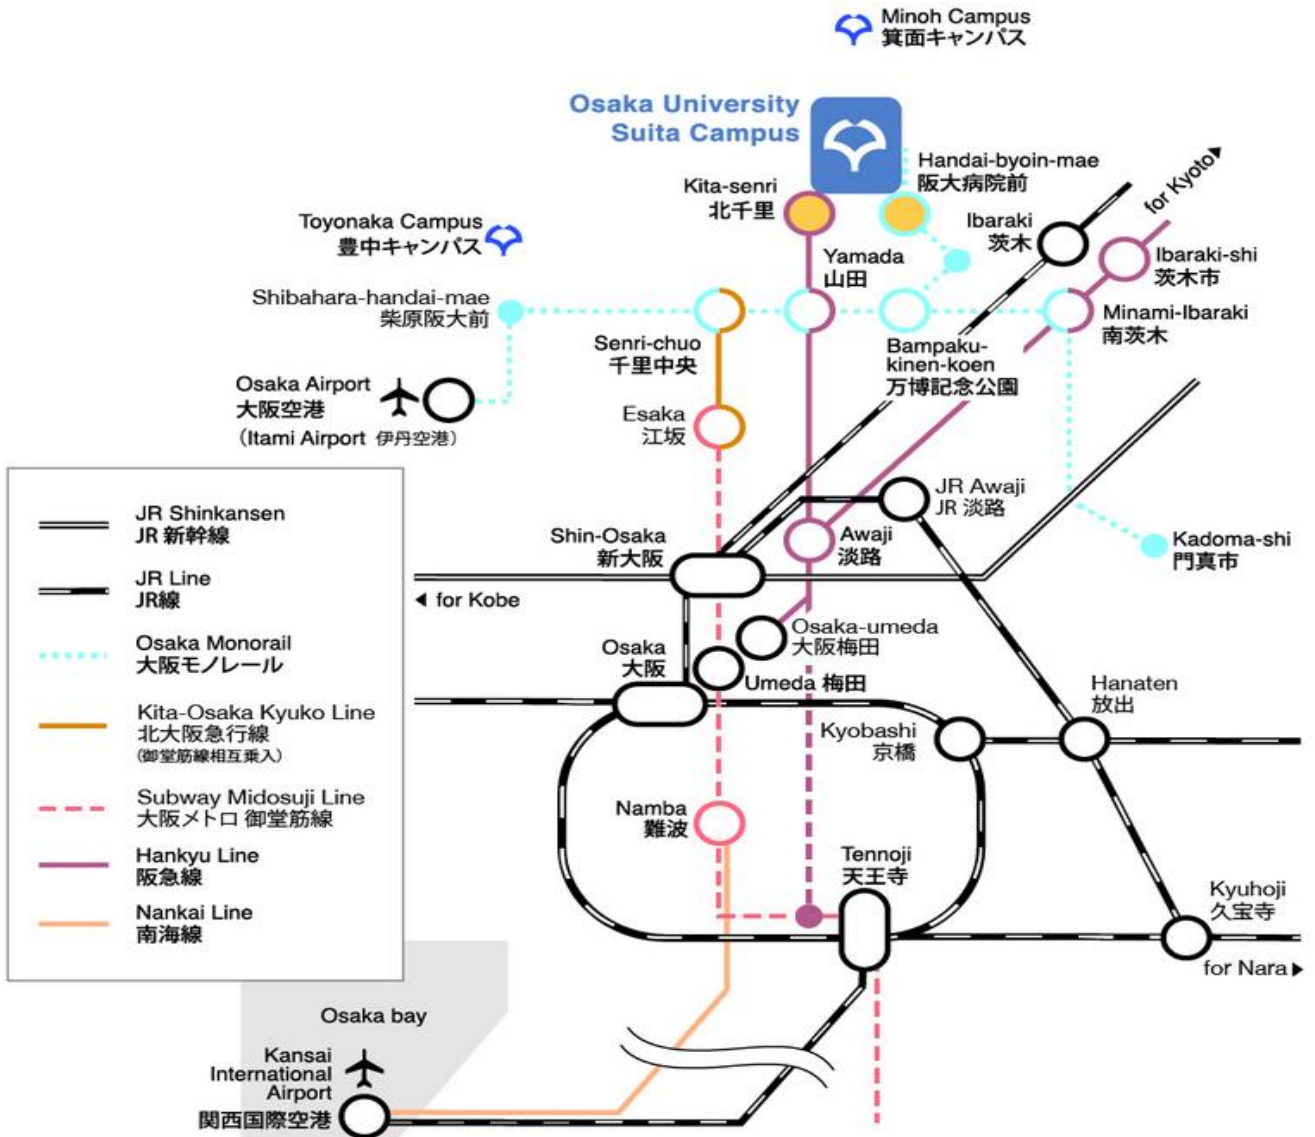 Minoh Campus
箕面キャンパス
Osaka University
Suita Campus
Handai-byoin-mae
阪大病院前
Kita-senri
北千里
for Kyoto▶
Ibaraki
茨木
Toyonaka Campus
豊中キャンパス
Yamada
山田
Ibaraki-shi
茨木市
Shibahara-handai-mae
柴原阪大前
Minami-Ibaraki
南茨木
Senri-chuo
千里中央
Bampaku-
kinen-koen
万博記念公園
Osaka Airport
大阪空港
(Itami Airport 伊丹空港)
Esaka
江坂
JR Awaji
JR 淡路
Shin-Osaka
新大阪
Awaji
淡路
Kadoma-shi
門真市
◀ for Kobe
Osaka-umeda
大阪梅田
Osaka
大阪
Umeda 梅田
Hanaten
放出
Kyobashi
京橋
Namba
難波
Tennoji
天王寺
Kyuhoji
久宝寺
for Nara▶
JR Shinkansen
JR 新幹線
JR Line
JR線
Osaka Monorail
大阪モノレール
Kita-Osaka Kyuko Line
北大阪急行線
(御堂筋線相互乗入)
Subway Midosuji Line
大阪メトロ 御堂筋線
Hankyu Line
阪急線
Nankai Line
南海線
Osaka bay
Kansai
International
Airport
関西国際空港